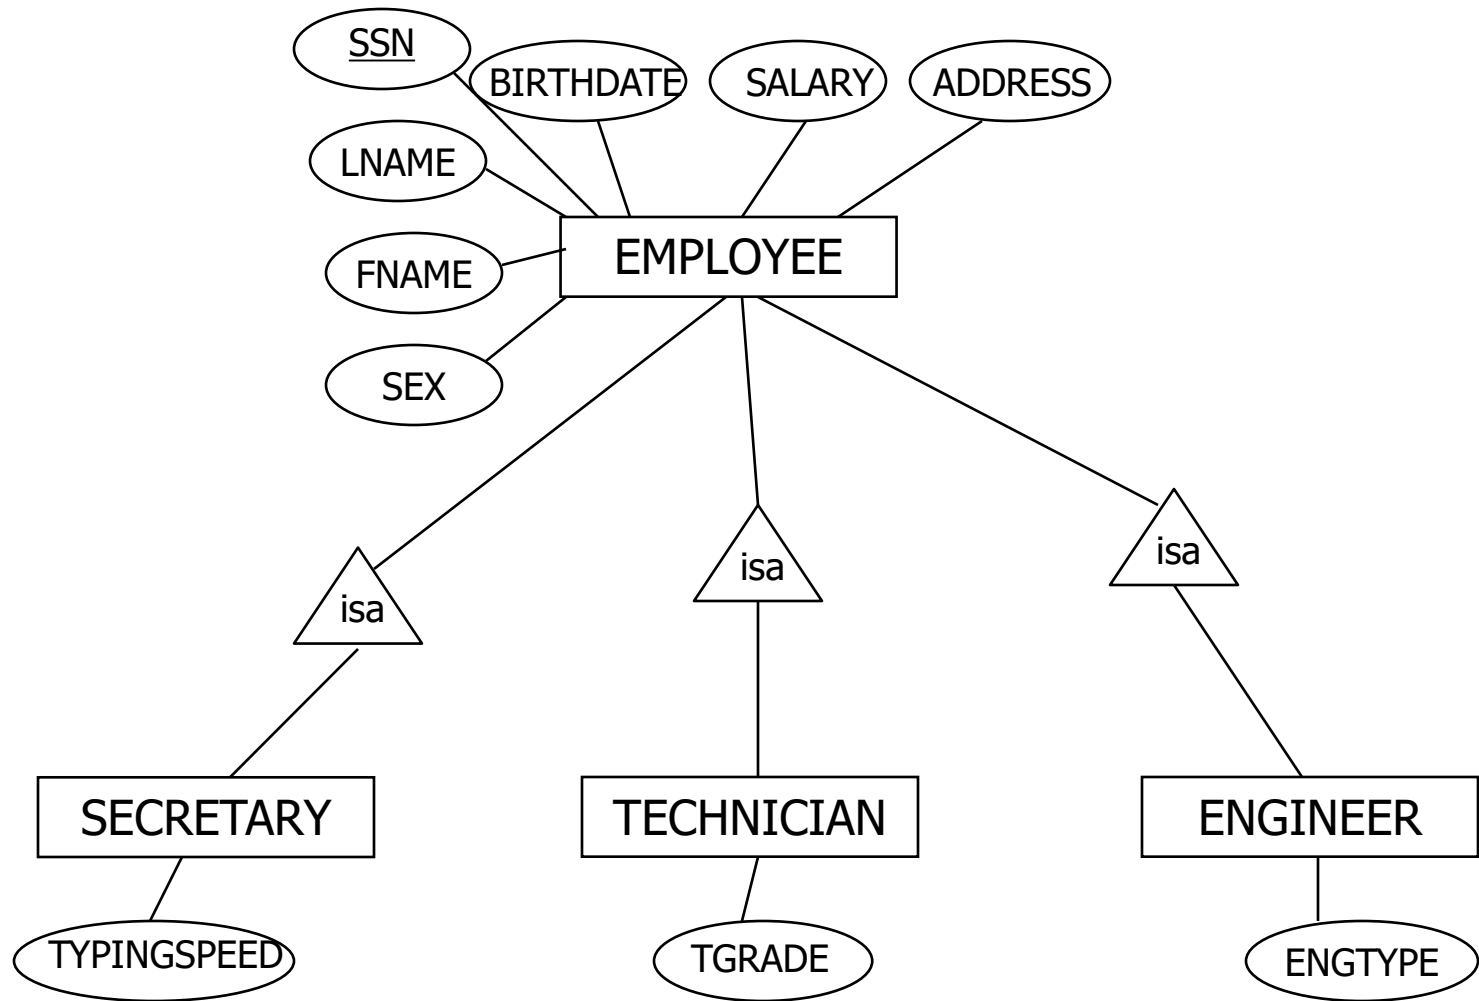 SSN
BIRTHDATE
SALARY
ADDRESS
LNAME
EMPLOYEE
FNAME
SEX
isa
isa
isa
SECRETARY
TECHNICIAN
ENGINEER
TYPINGSPEED
TGRADE
ENGTYPE